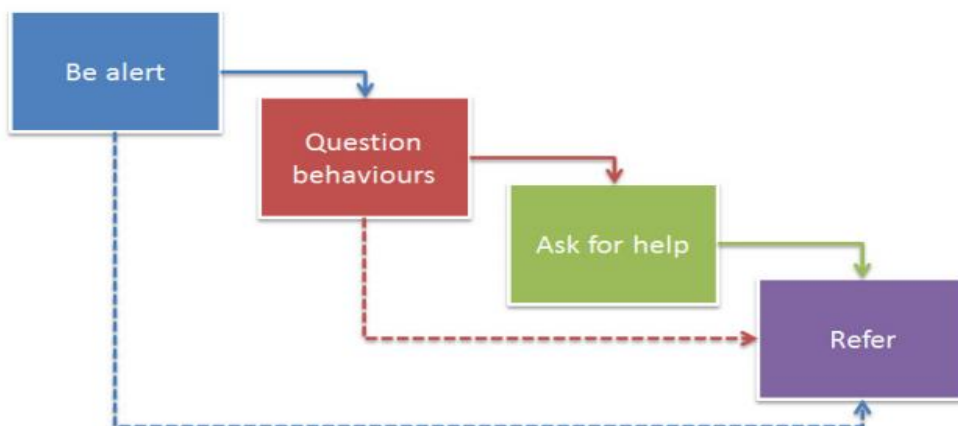 Be alert
Question
behaviours
Ask for help
Refer